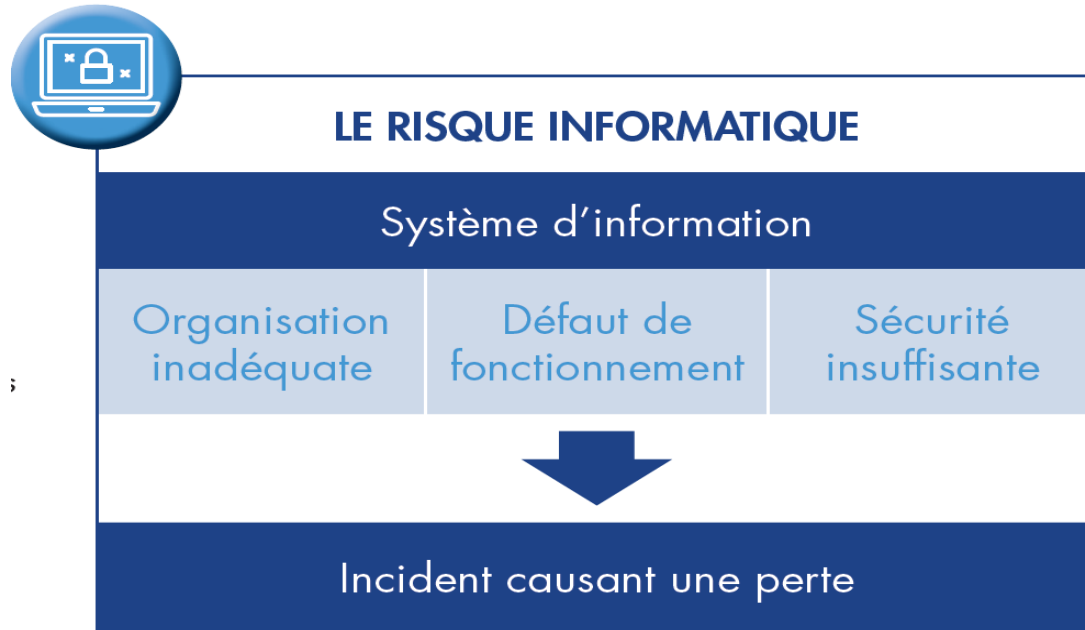 LE RISQUE INFORMATIQUE
Système d’information
Organisation
inadéquate
Défaut de
fonctionnement
Sécurité
insuffisante
s
Incident causant une perte